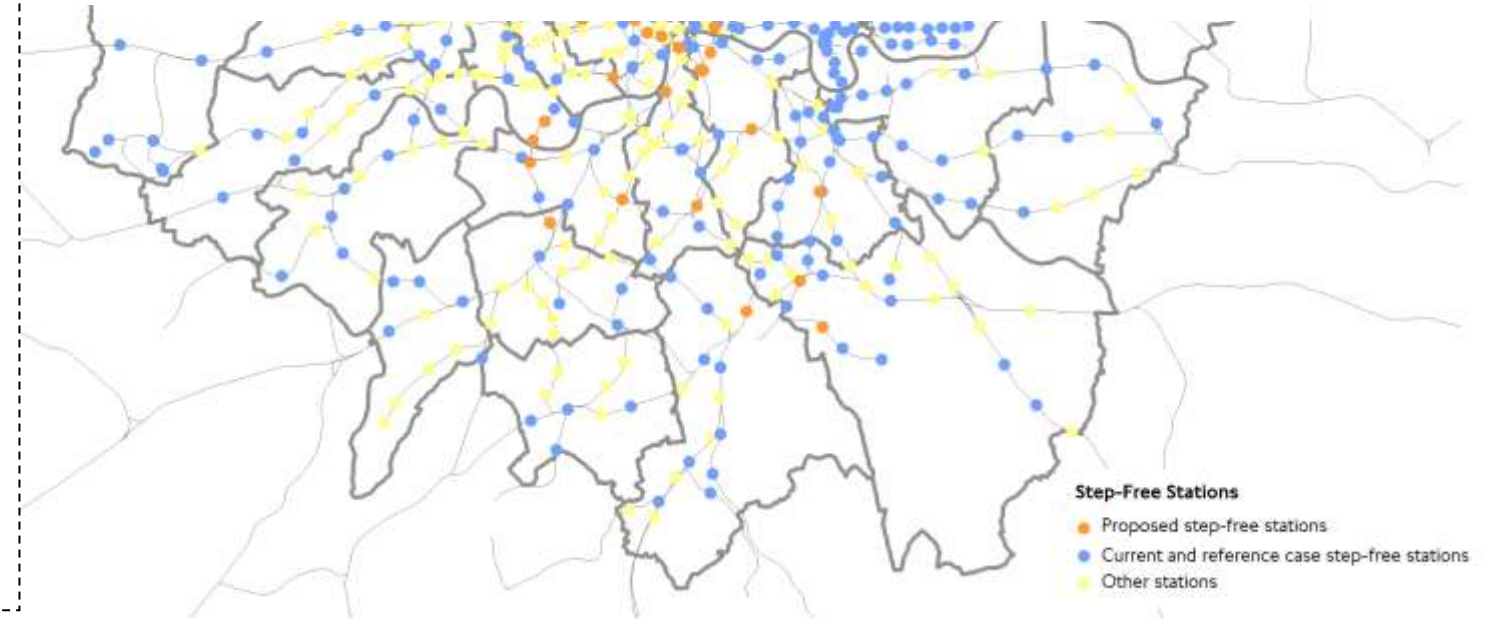 Step-Free Stations
Proposed step-free stations
Current and reference case step-free stations
Other stations